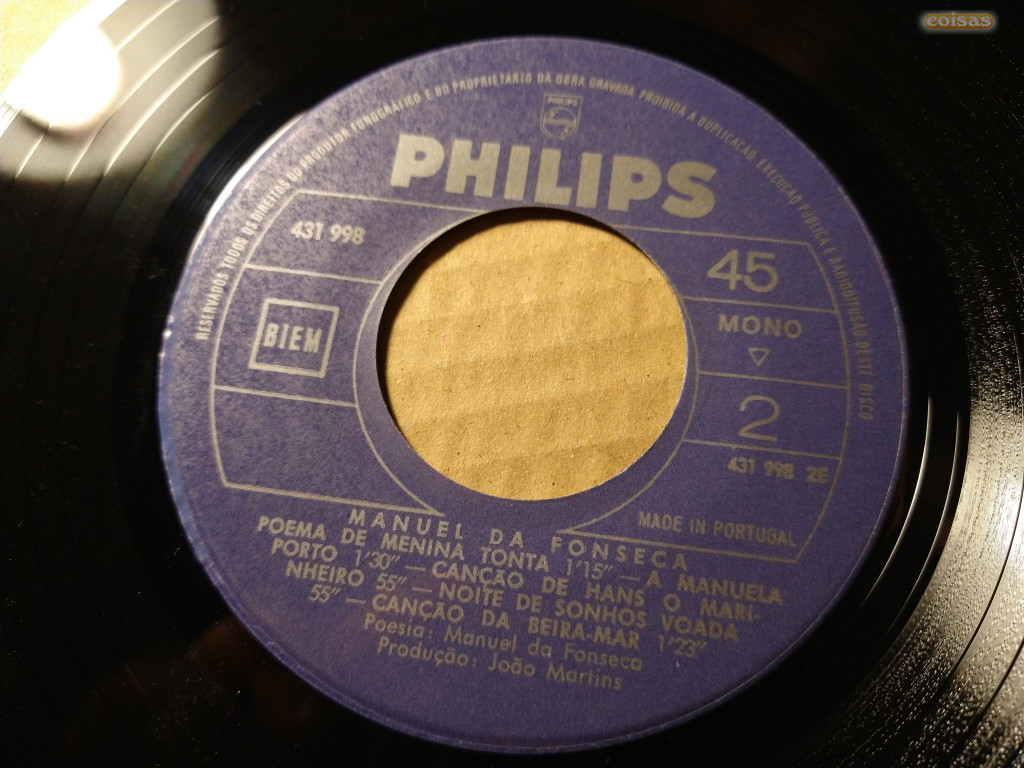 coisas
RESERVADOS TODOS OS DIREITOS DO PRODUTOR FONOGRÁFICO E DO PROPRIETÁRIO DA OBRA GRAVADA. PROIBIDA A DUPLICAÇÃO, EXECUÇÃO PÚBLICA E RADIODIFUSÃO DESTE DISCO
PHILIPS
PHILIPS
431 998
45
BIEM
MONO
2
431 998 2E
MADE IN PORTUGAL
MANUEL DA FONSECA
POEMA DE MENINA TONTA 1'15" — A MANUELA
PORTO 1'30" — CANÇÃO DE HANS O MARI-
NHEIRO 55" — NOITE DE SONHOS VOADA
55" — CANÇÃO DA BEIRA-MAR 1"23"
Poesia: Manuel da Fonseca
Produção: João Martins